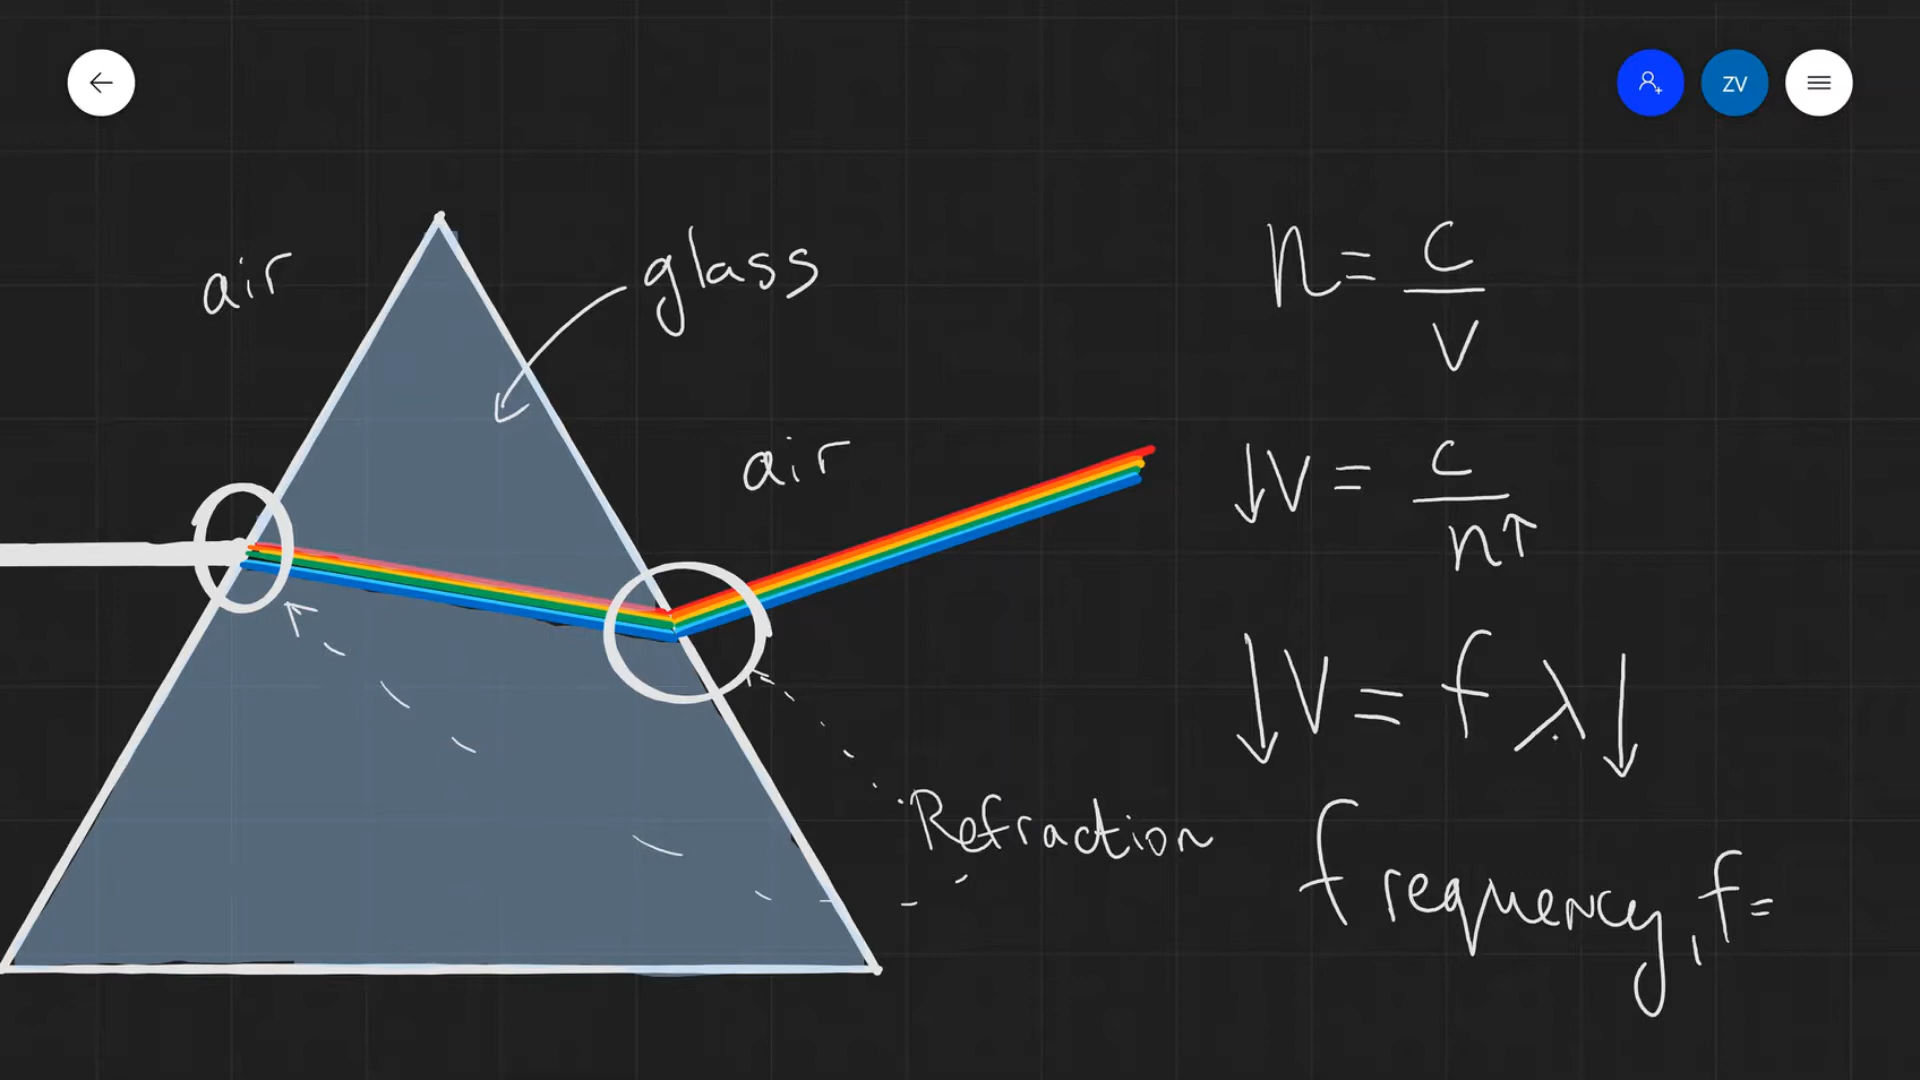 ZV
air
glass
n = c/v
air
↓v = c/n↑
↓v = fλ↓
Refraction
frequency, f=